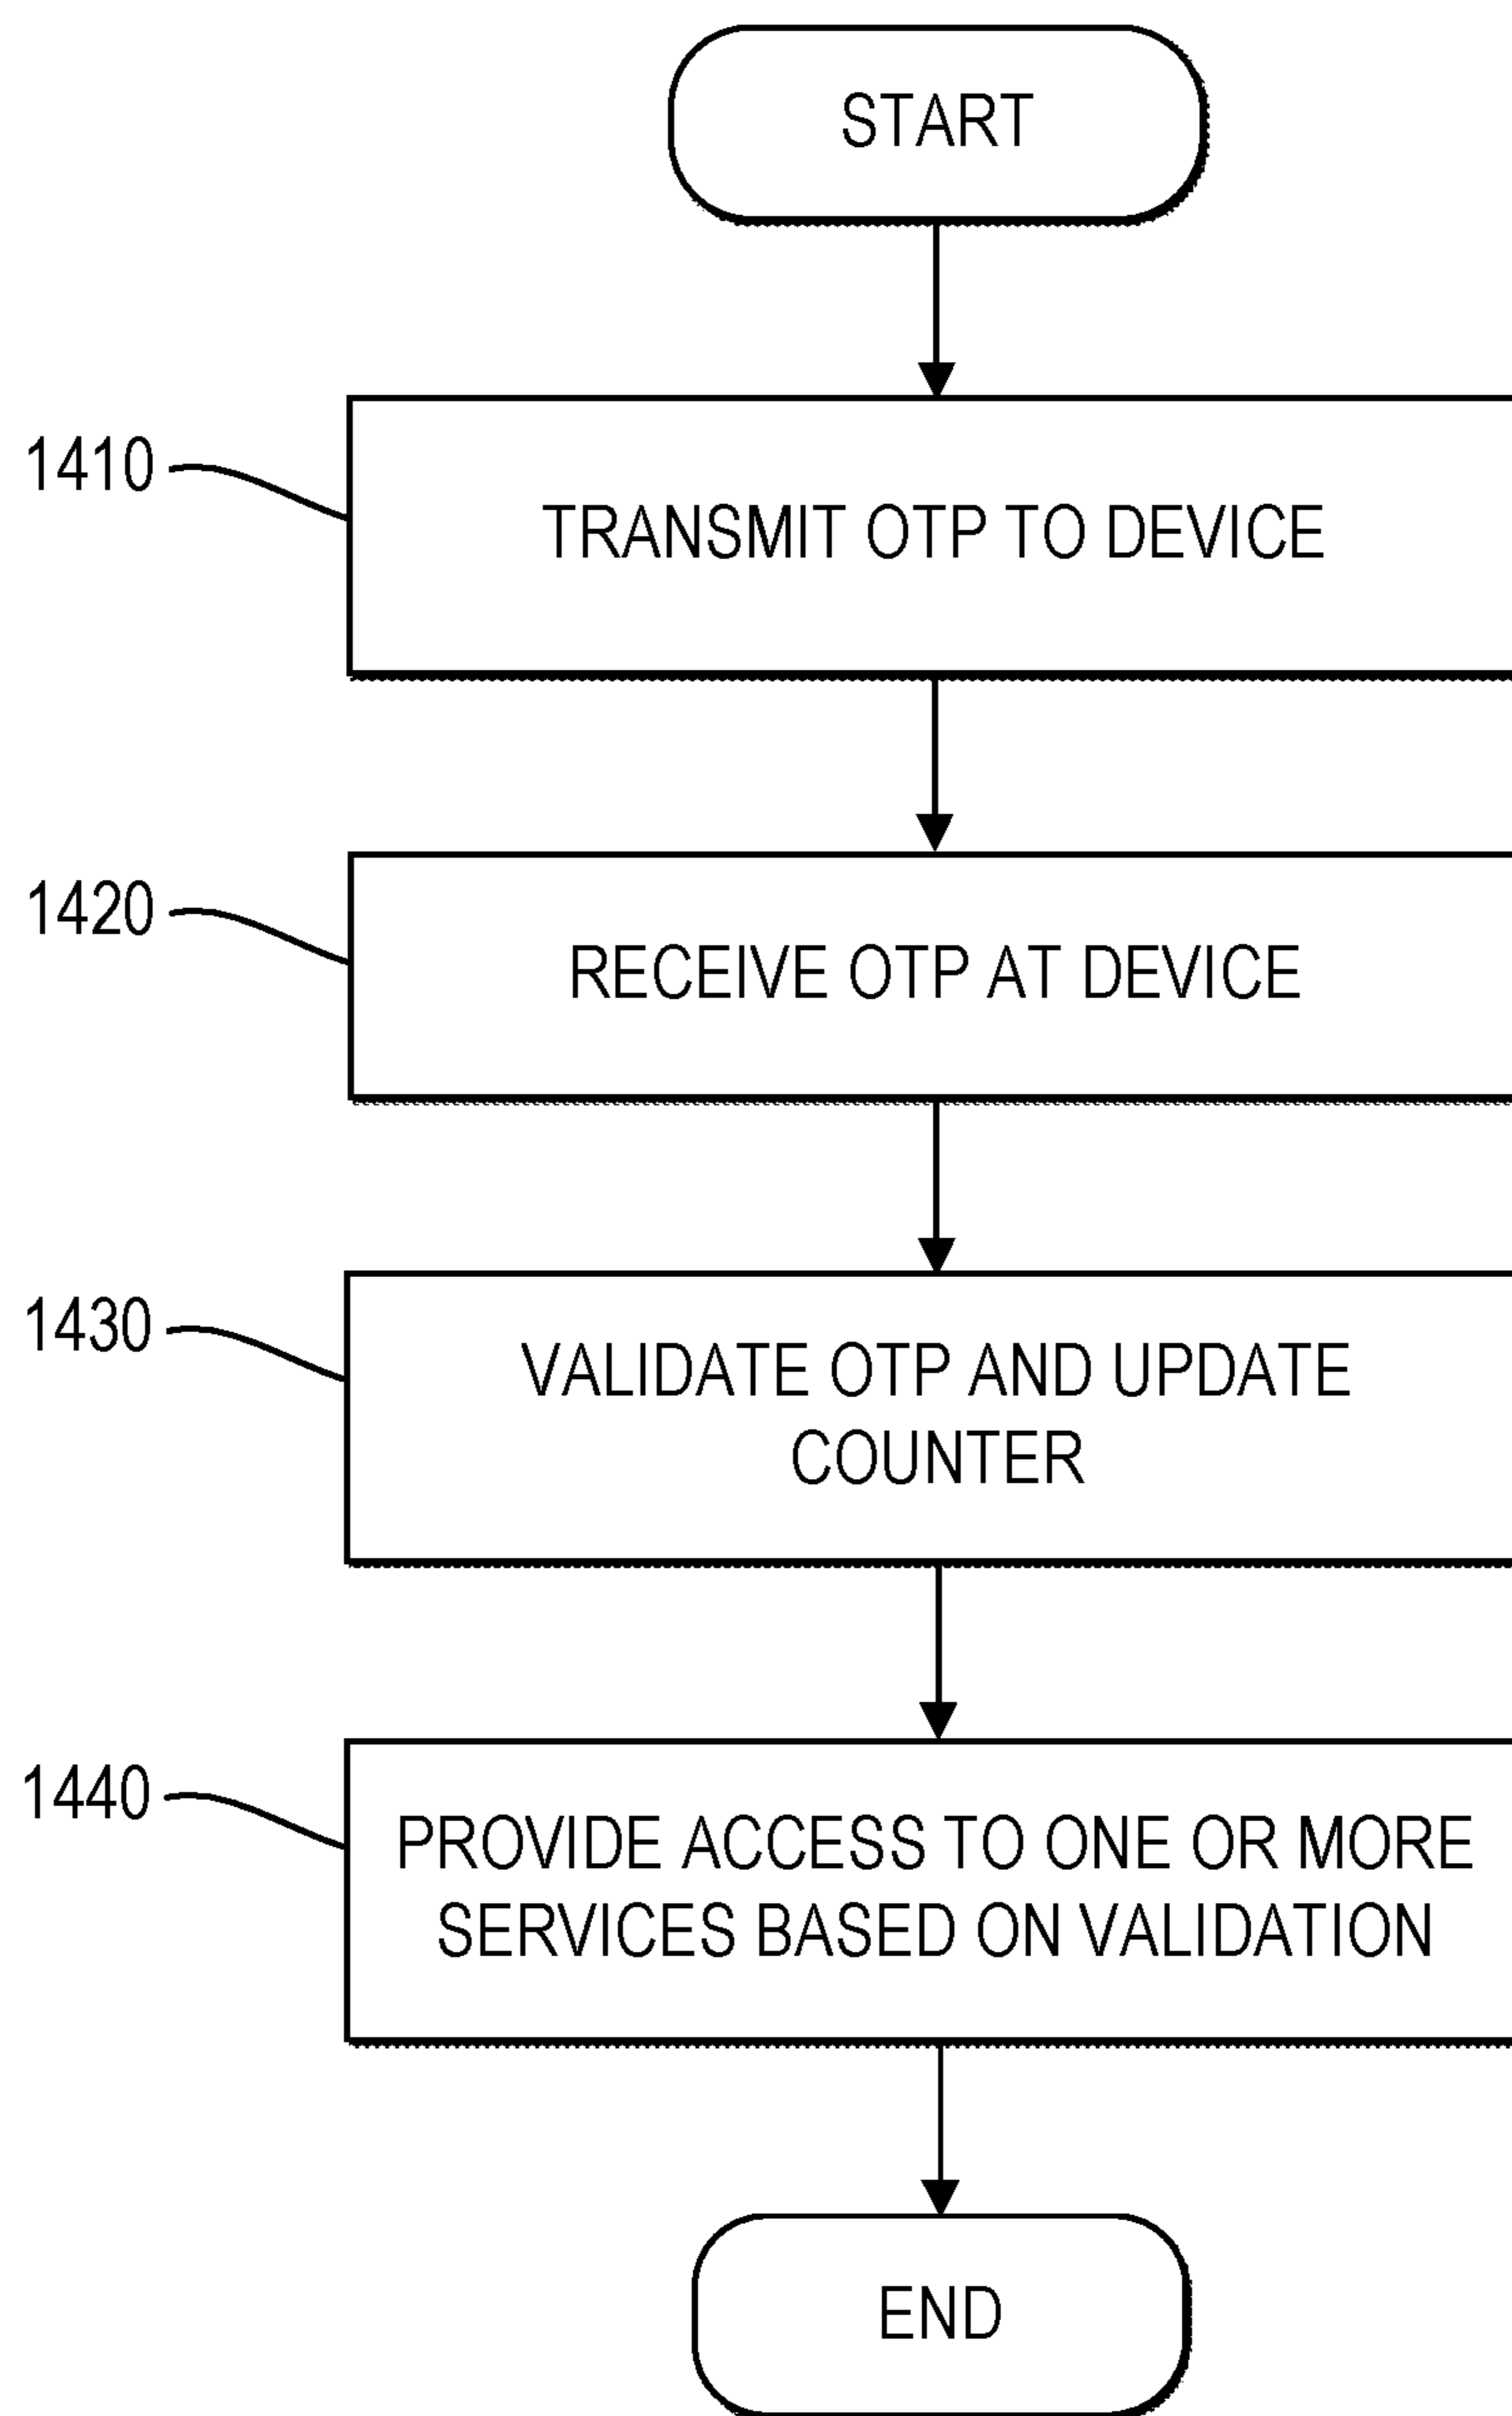 START
1410
TRANSMIT OTP TO DEVICE
1420
RECEIVE OTP AT DEVICE
1430
VALIDATE OTP AND UPDATE
COUNTER
1440
PROVIDE ACCESS TO ONE OR MORE
SERVICES BASED ON VALIDATION
END